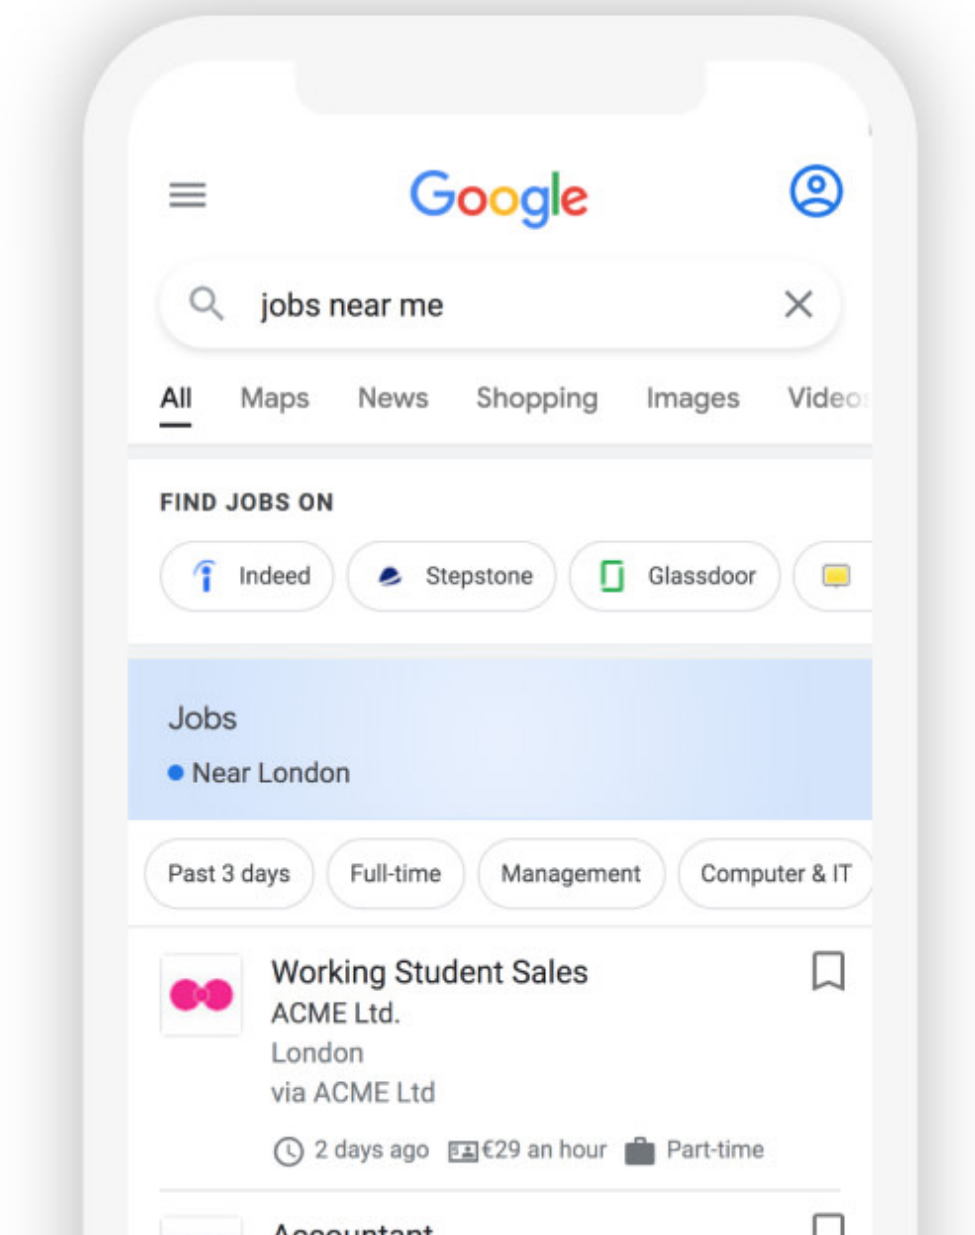 Google
jobs near me
All Maps News Shopping Images Videos
FIND JOBS ON
Indeed Stepstone Glassdoor
Jobs
Near London
Past 3 days Full-time Management Computer & IT
Working Student Sales
ACME Ltd.
London
via ACME Ltd
2 days ago €29 an hour Part-time
Accountant